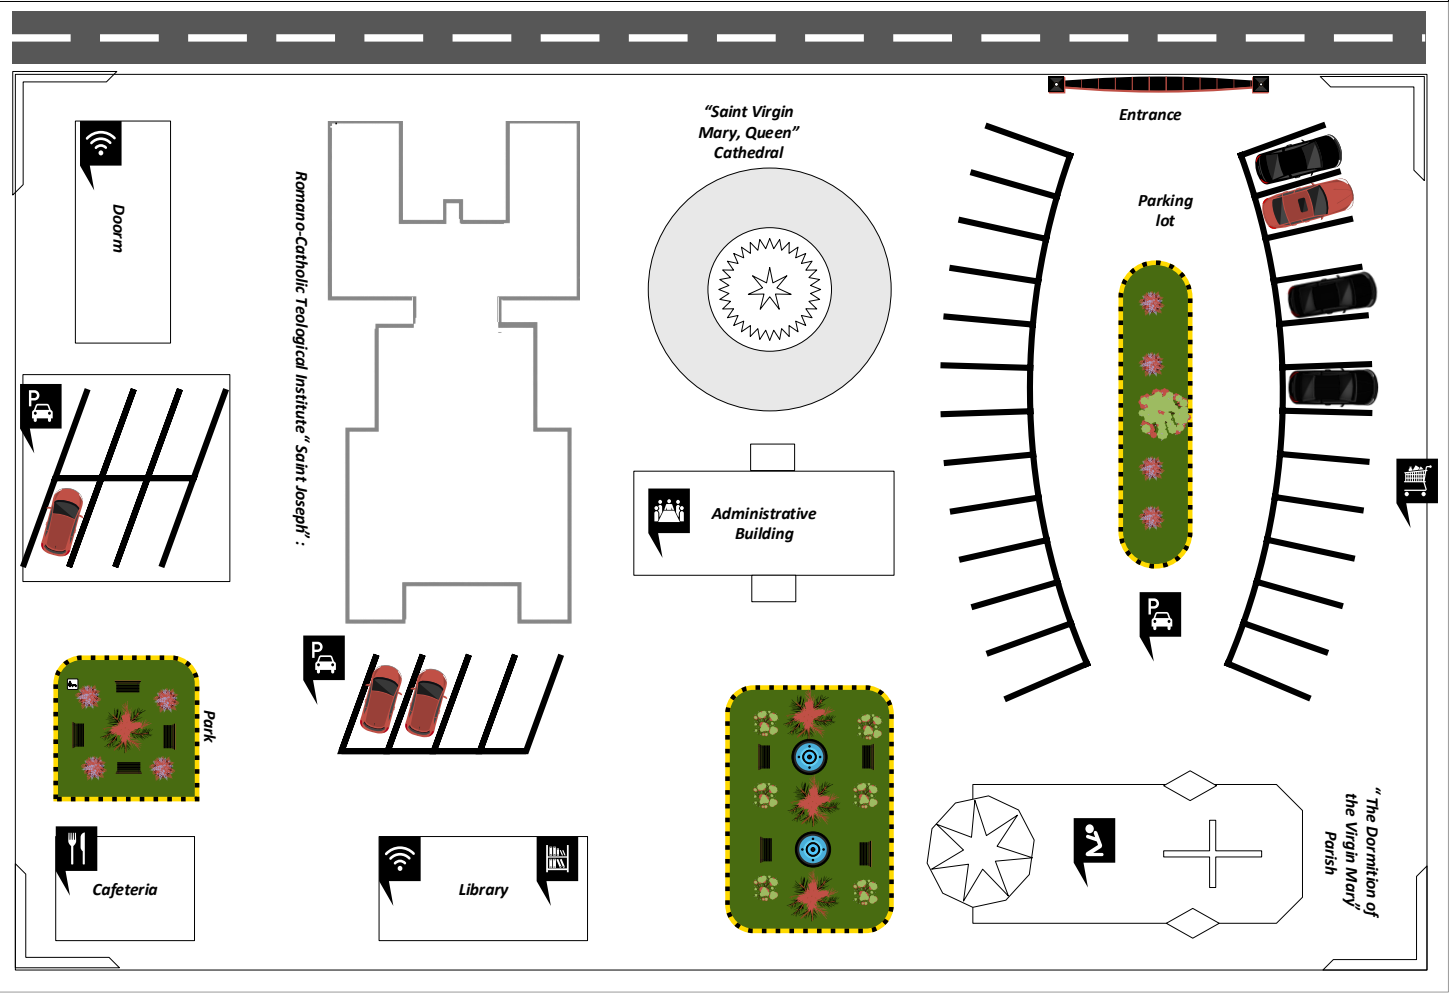 “Saint Virgin
Mary, Queen”
Cathedral
Entrance
Parking
lot
Doorm
Romano-Catholic Teological Institute“ Saint Joseph” :
P
Administrative
Building
P
P
Park
Cafeteria
Library
“ The Dormition of
the Virgin Mary”
Parish